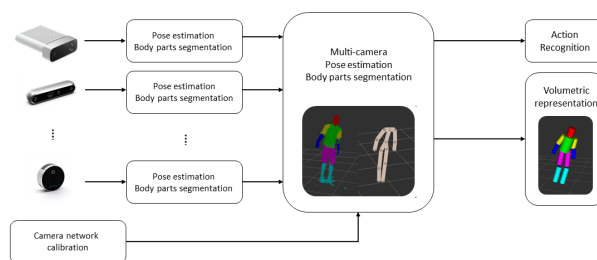 Pose estimation
Body parts segmentation
Pose estimation
Body parts segmentation
Pose estimation
Body parts segmentation
Camera network
calibration
Multi-camera
Pose estimation
Body parts segmentation
Action
Recognition
Volumetric
representation